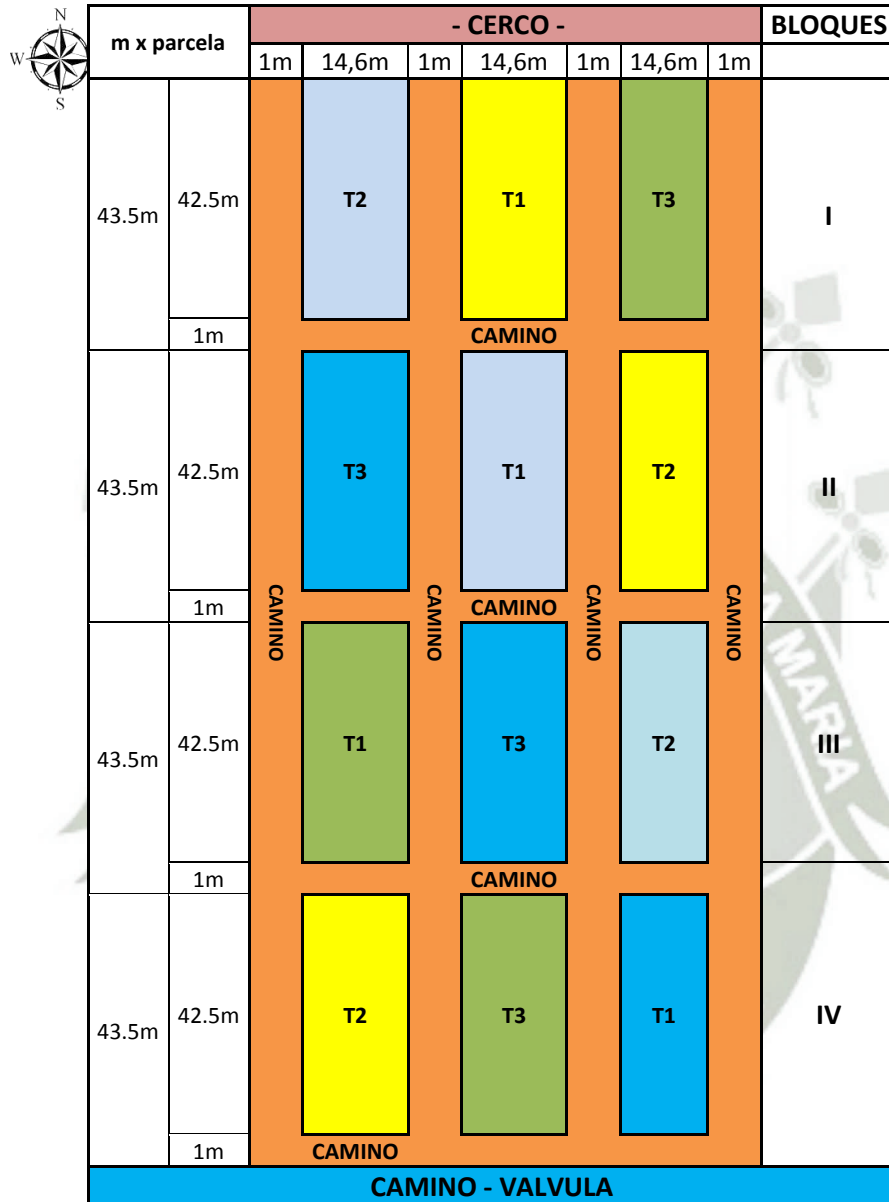 N
W
S
m x parcela
- CERCO -
BLOQUES
1m 14,6m 1m 14,6m 1m 14,6m 1m
43.5m 42.5m T2 T1 T3 I
1m CAMINO
43.5m 42.5m T3 T1 T2 II
1m CAMINO
CAMINO CAMINO CAMINO CAMINO
43.5m 42.5m T1 T3 T2 III
MARIA
1m CAMINO
43.5m 42.5m T2 T3 T1 IV
1m CAMINO
CAMINO - VALVULA